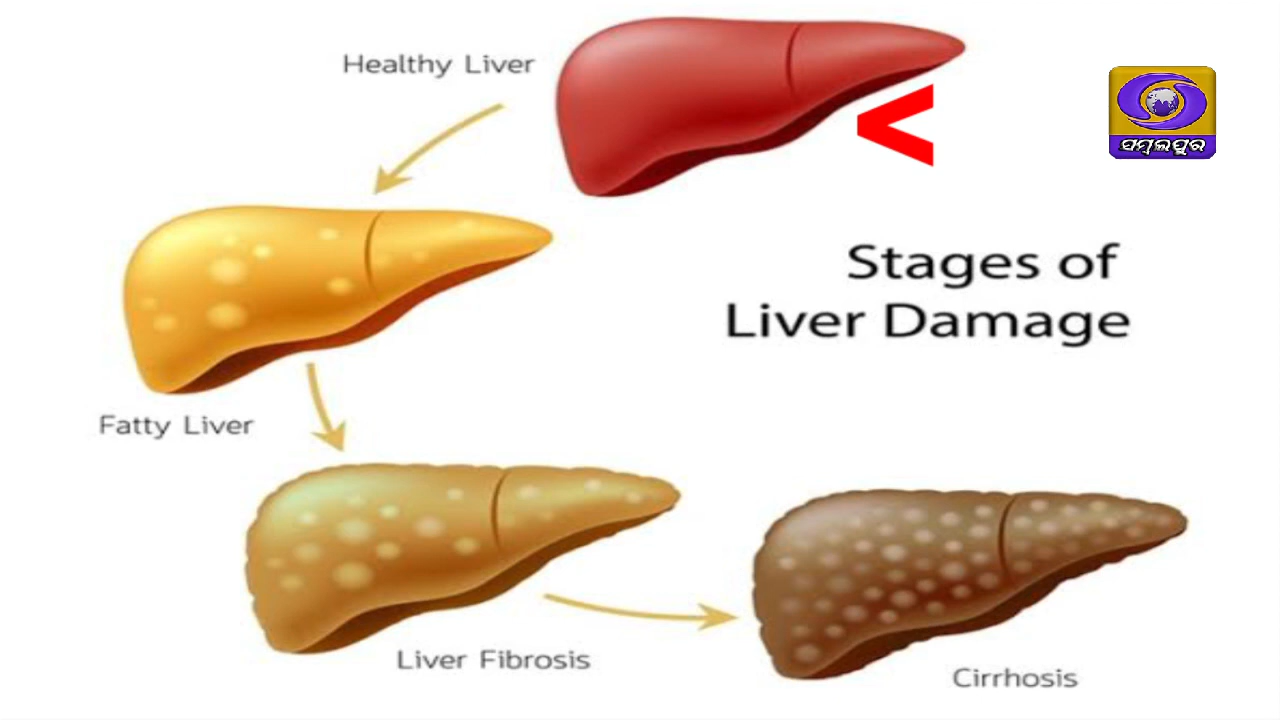 Healthy Liver
<
ସମ୍ବଲପୁର
Stages of
Liver Damage
Fatty Liver
Liver Fibrosis
Cirrhosis